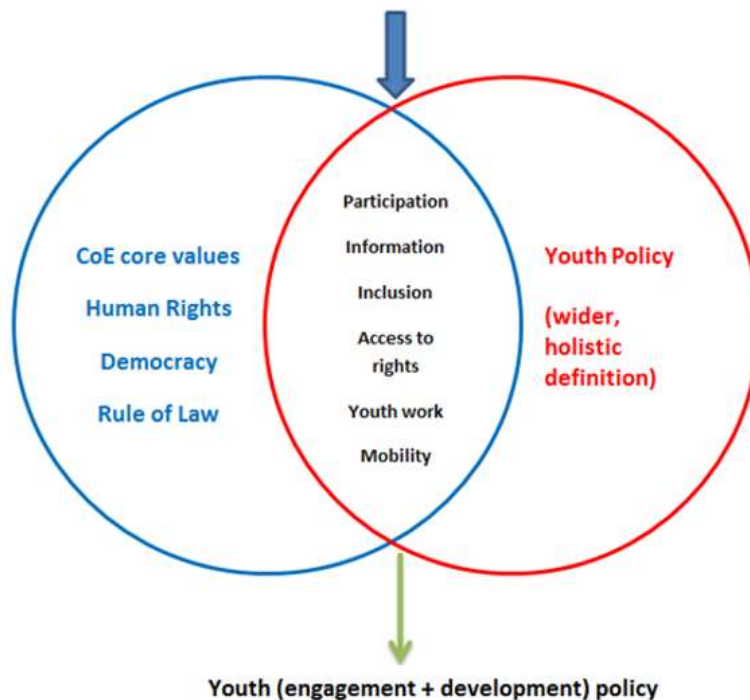 CoE core values
Human Rights
Democracy
Rule of Law
Participation
Information
Inclusion
Access to
rights
Youth work
Mobility
Youth Policy
(wider,
holistic
definition)
Youth (engagement + development) policy